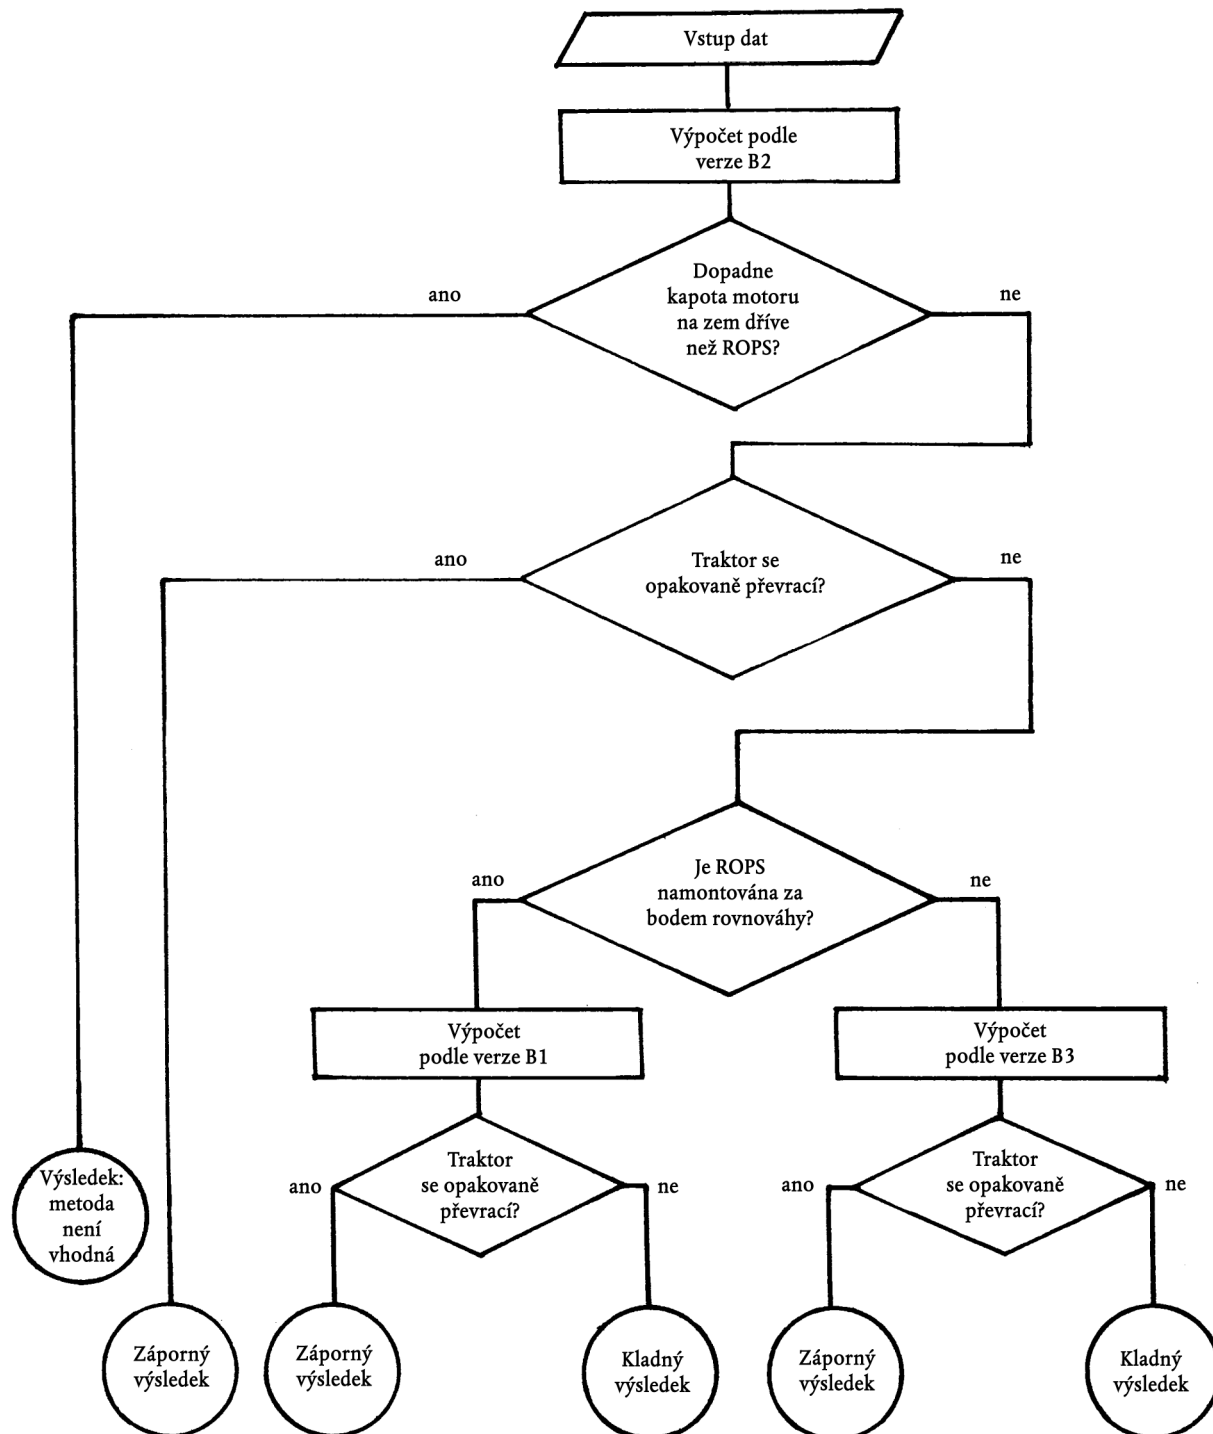 Vstup dat
Výpočet podle
verze B2
Dopadne
kapota motoru
na zem dříve
než ROPS?
ano
ne
Traktor se
opakovaně převrací?
ano
ne
Je ROPS
namontována za
bodem rovnováhy?
ano
ne
Výpočet
podle verze B1
Výpočet
podle verze B3
Traktor
se opakovaně
převrací?
ano
ne
Traktor
se opakovaně
převrací?
ano
ne
Výsledek:
metoda
není
vhodná
Záporný
výsledek
Záporný
výsledek
Kladný
výsledek
Záporný
výsledek
Kladný
výsledek